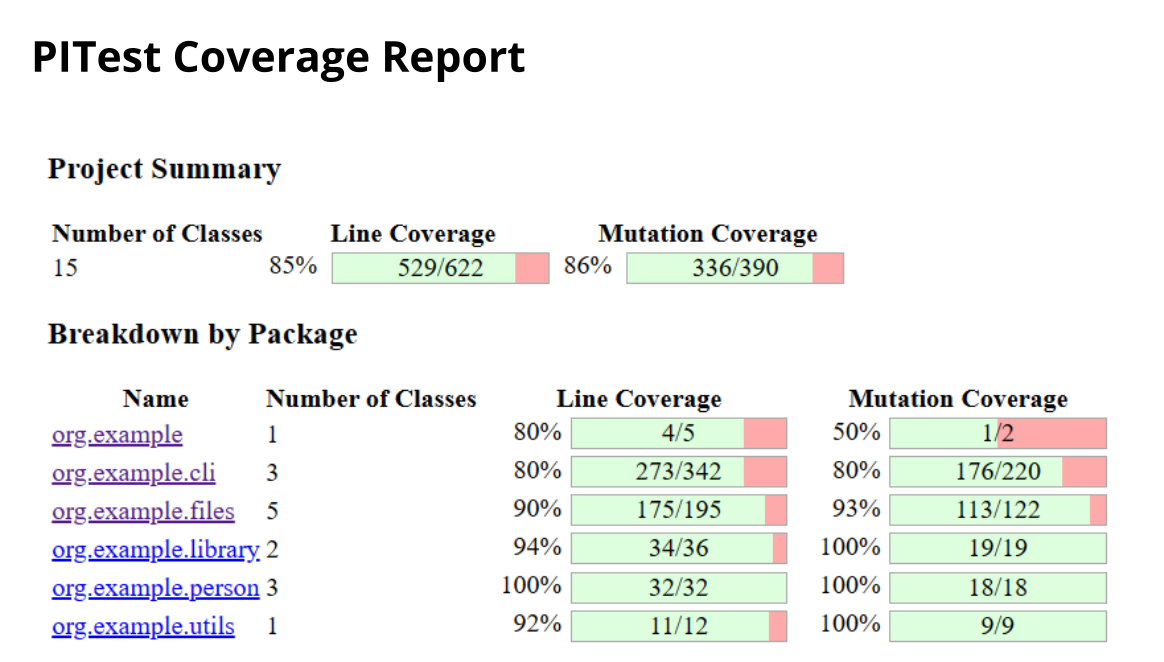 PITest Coverage Report
Project Summary
Number of Classes Line Coverage Mutation Coverage
15 85% 529/622 86% 336/390
Breakdown by Package
Name Number of Classes Line Coverage Mutation Coverage
org.example 1 80% 4/5 50% 1/2
org.example.cli 3 80% 273/342 80% 176/220
org.example.files 5 90% 175/195 93% 113/122
org.example.library 2 94% 34/36 100% 19/19
org.example.person 3 100% 32/32 100% 18/18
org.example.utils 1 92% 11/12 100% 9/9